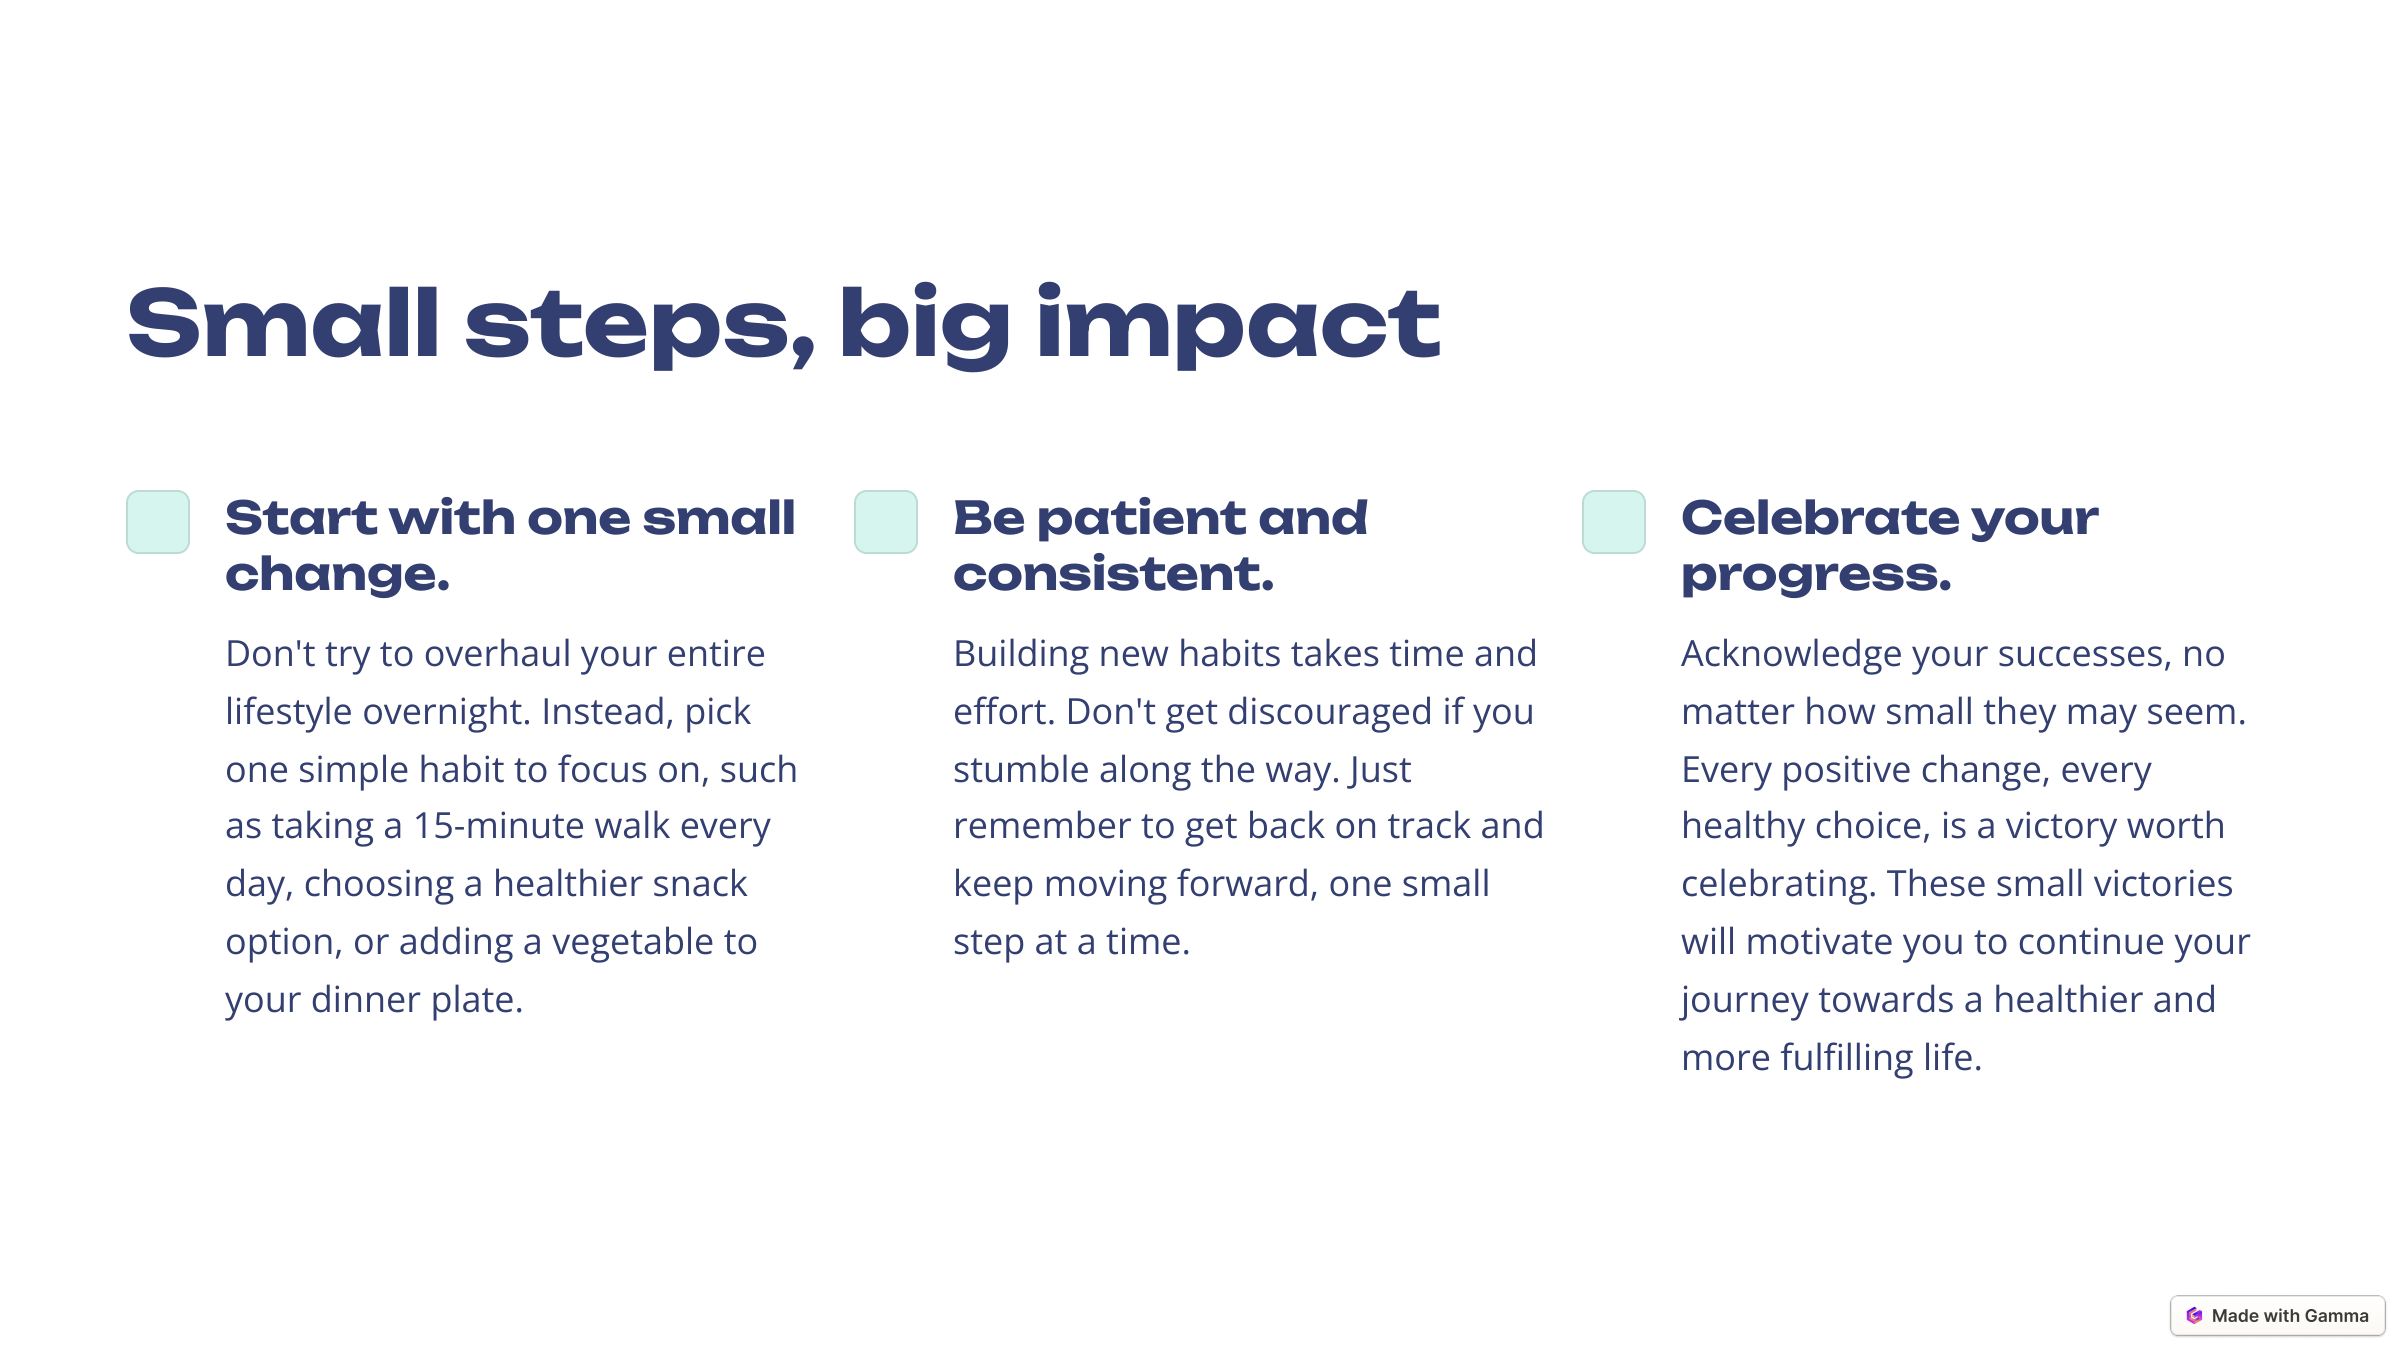 Small steps, big impact
Start with one small
change.
Don't try to overhaul your entire
lifestyle overnight. Instead, pick
one simple habit to focus on, such
as taking a 15-minute walk every
day, choosing a healthier snack
option, or adding a vegetable to
your dinner plate.
Be patient and
consistent.
Building new habits takes time and
effort. Don't get discouraged if you
stumble along the way. Just
remember to get back on track and
keep moving forward, one small
step at a time.
Celebrate your
progress.
Acknowledge your successes, no
matter how small they may seem.
Every positive change, every
healthy choice, is a victory worth
celebrating. These small victories
will motivate you to continue your
journey towards a healthier and
more fulfilling life.
Made with Gamma